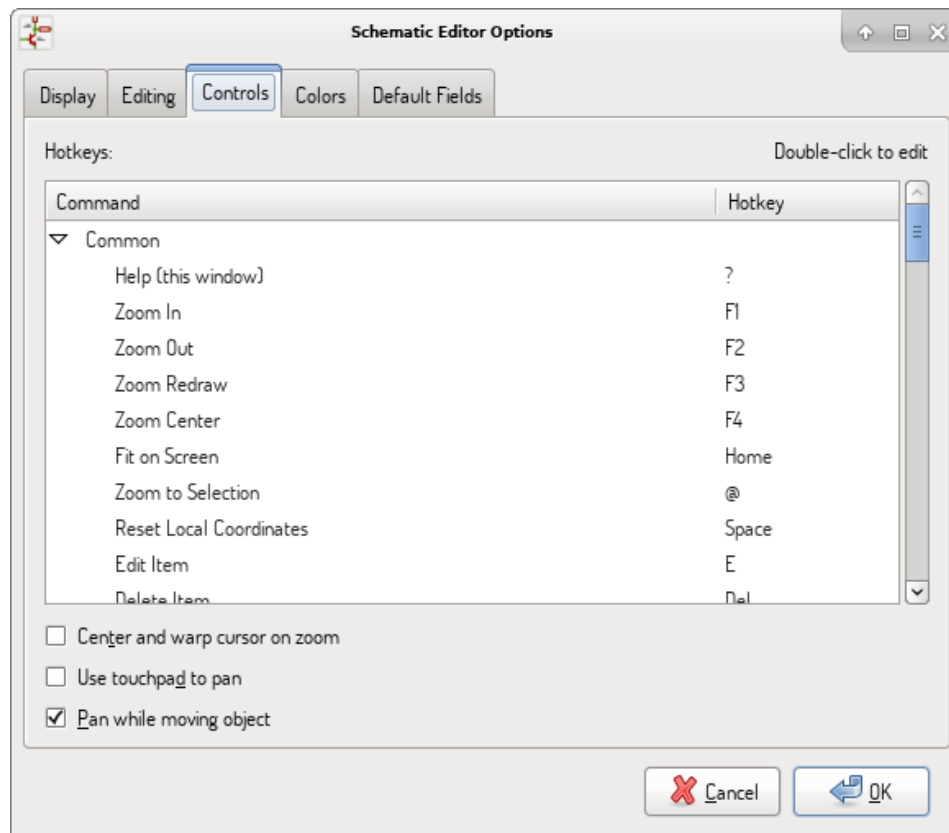 Schematic Editor Options
Display Editing Controls Colors Default Fields
Hotkeys: Double-click to edit
Command Hotkey
Common
Help (this window) ?
Zoom In F1
Zoom Out F2
Zoom Redraw F3
Zoom Center F4
Fit on Screen Home
Zoom to Selection @
Reset Local Coordinates Space
Edit Item E
Delete Item Del
Center and warp cursor on zoom
Use touchpad to pan
Pan while moving object
Cancel OK